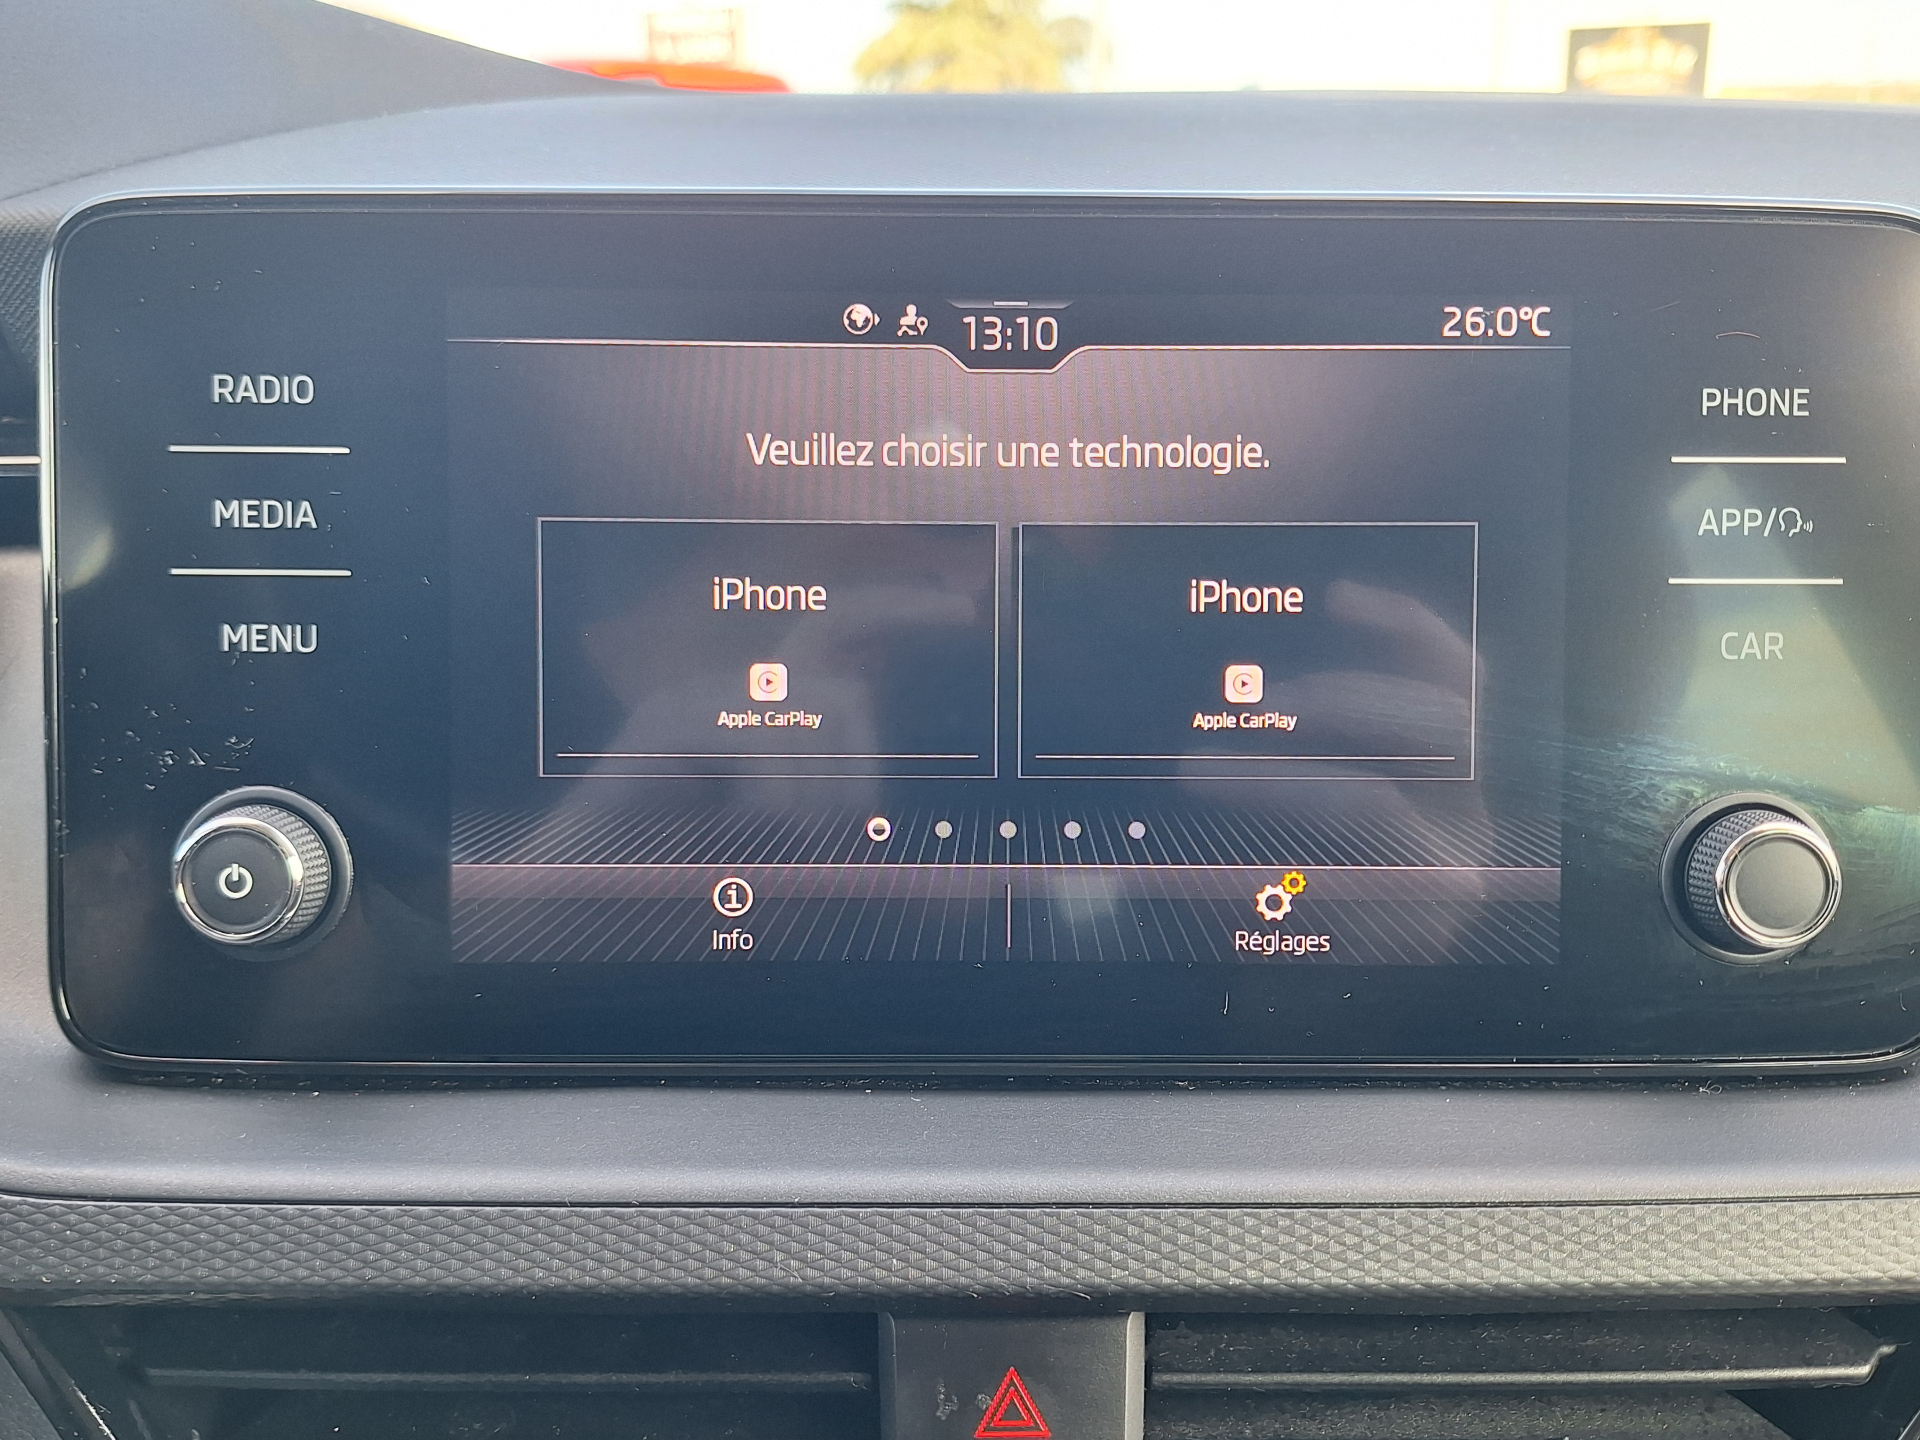 13:10
26.0°C
RADIO
MEDIA
MENU
Veuillez choisir une technologie.
iPhone
Apple CarPlay
iPhone
Apple CarPlay
Info
Réglages
PHONE
APP/
CAR